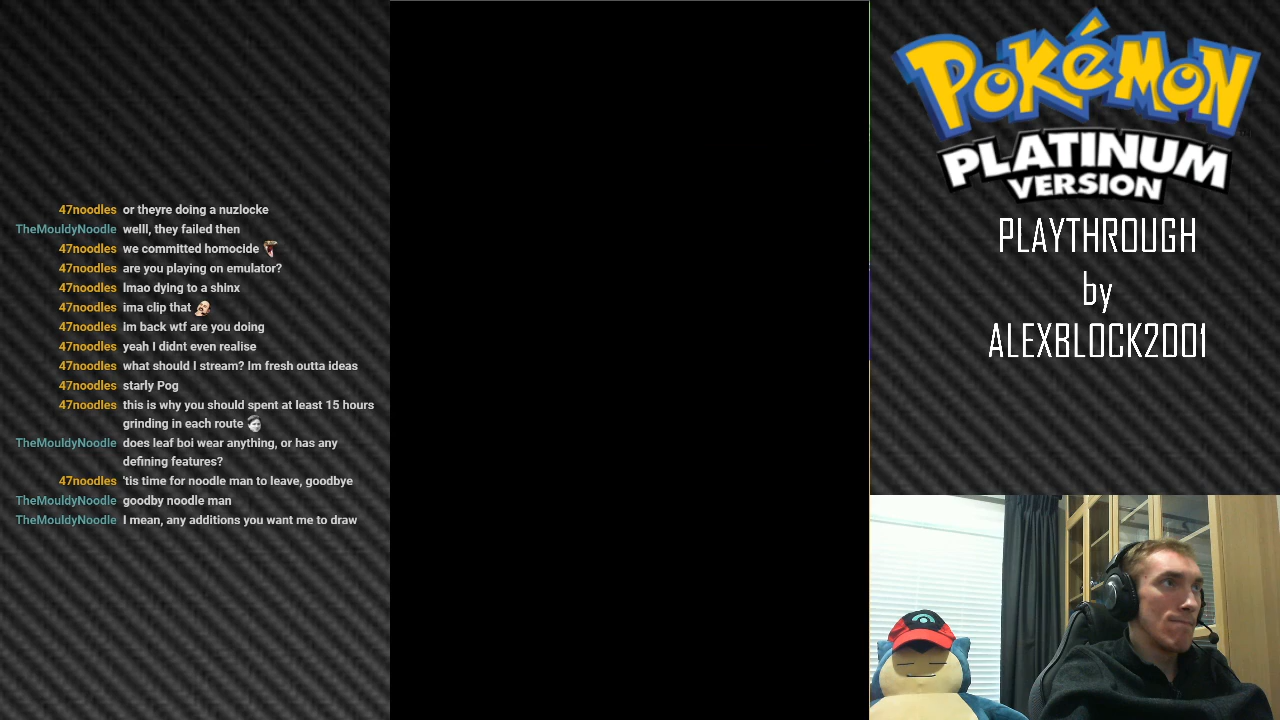 47noodles or theyre doing a nuzlocke
TheMouldyNoodle welll, they failed then
47noodles we committed homocide
47noodles are you playing on emulator?
47noodles lmao dying to a shinx
47noodles ima clip that
47noodles im back wtf are you doing
47noodles yeah I didnt even realise
47noodles what should I stream? Im fresh outta ideas
47noodles starly Pog
47noodles this is why you should spent at least 15 hours
grinding in each route
TheMouldyNoodle does leaf boi wear anything, or has any
defining features?
47noodles 'tis time for noodle man to leave, goodbye
TheMouldyNoodle goodby noodle man
TheMouldyNoodle I mean, any additions you want me to draw
POKéMON
PLATINUM
VERSION
PLAYTHROUGH
by
ALEXBLOCK2001